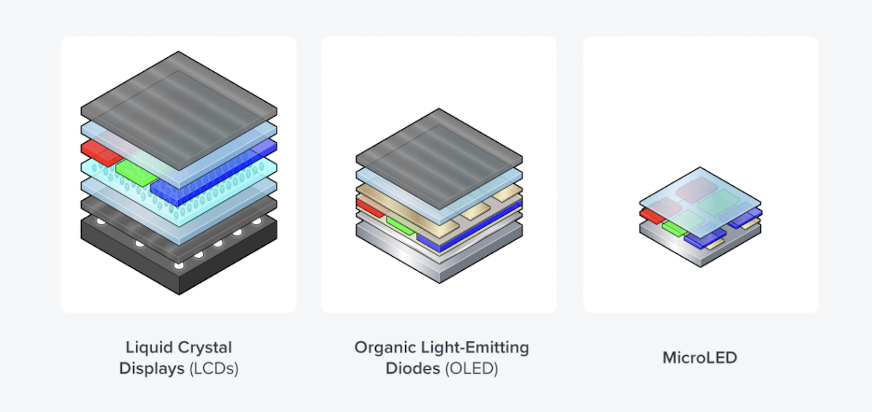 Liquid Crystal
Displays (LCDs)
Organic Light-Emitting
Diodes (OLED)
MicroLED